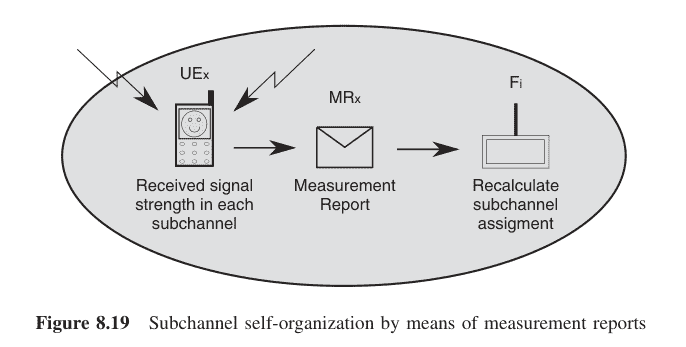 UEx
MRx
Fi
Received signal
strength in each
subchannel
Measurement
Report
Recalculate
subchannel
assigment
Figure 8.19 Subchannel self-organization by means of measurement reports